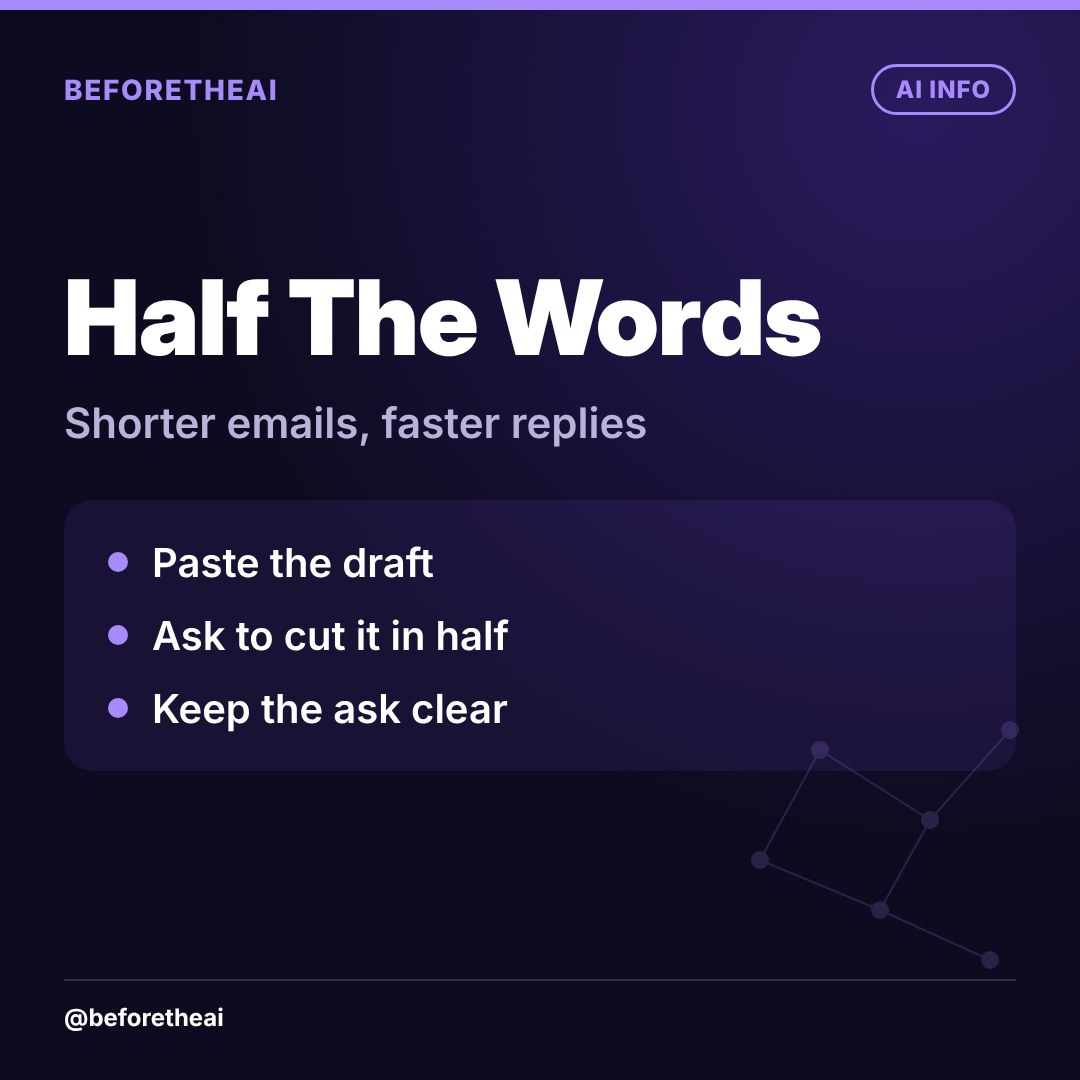 BEFORETHEAI
AI INFO
Half The Words
Shorter emails, faster replies
Paste the draft
Ask to cut it in half
Keep the ask clear
@beforetheai